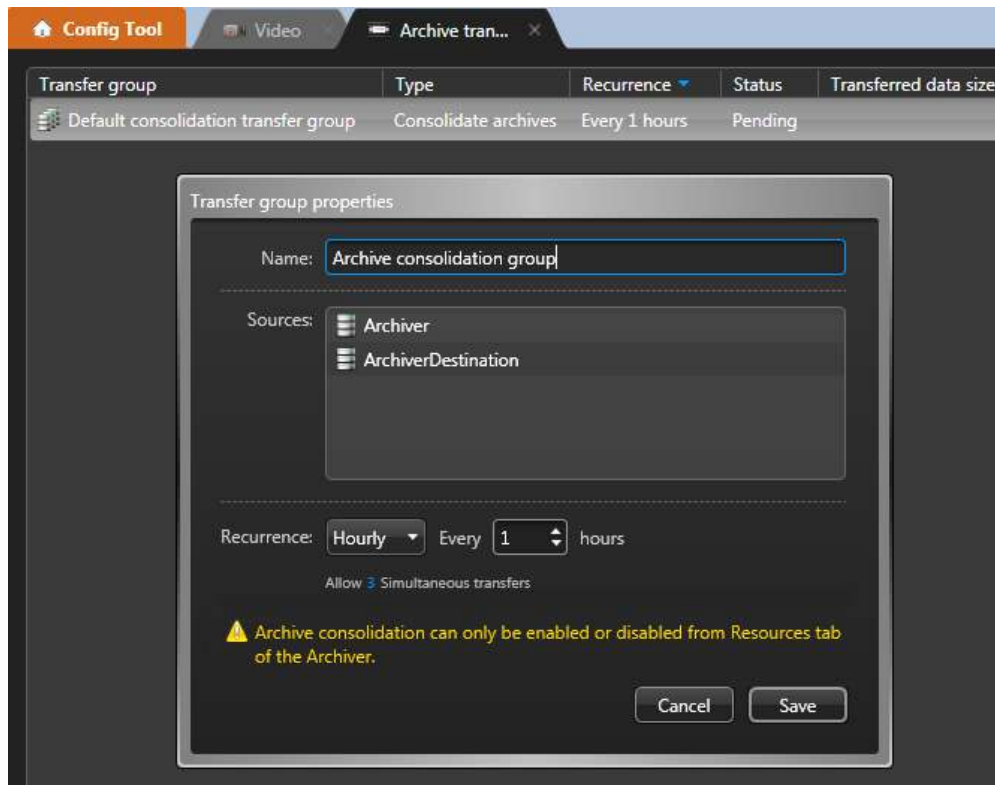 Config Tool Video Archive tran...
Transfer group Type Recurrence Status Transferred data size
Default consolidation transfer group Consolidate archives Every 1 hours Pending
Transfer group properties
Name: Archive consolidation group
Sources: Archiver
ArchiverDestination
Recurrence: Hourly Every 1 hours
Allow 3 Simultaneous transfers
Archive consolidation can only be enabled or disabled from Resources tab
of the Archiver.
Cancel Save